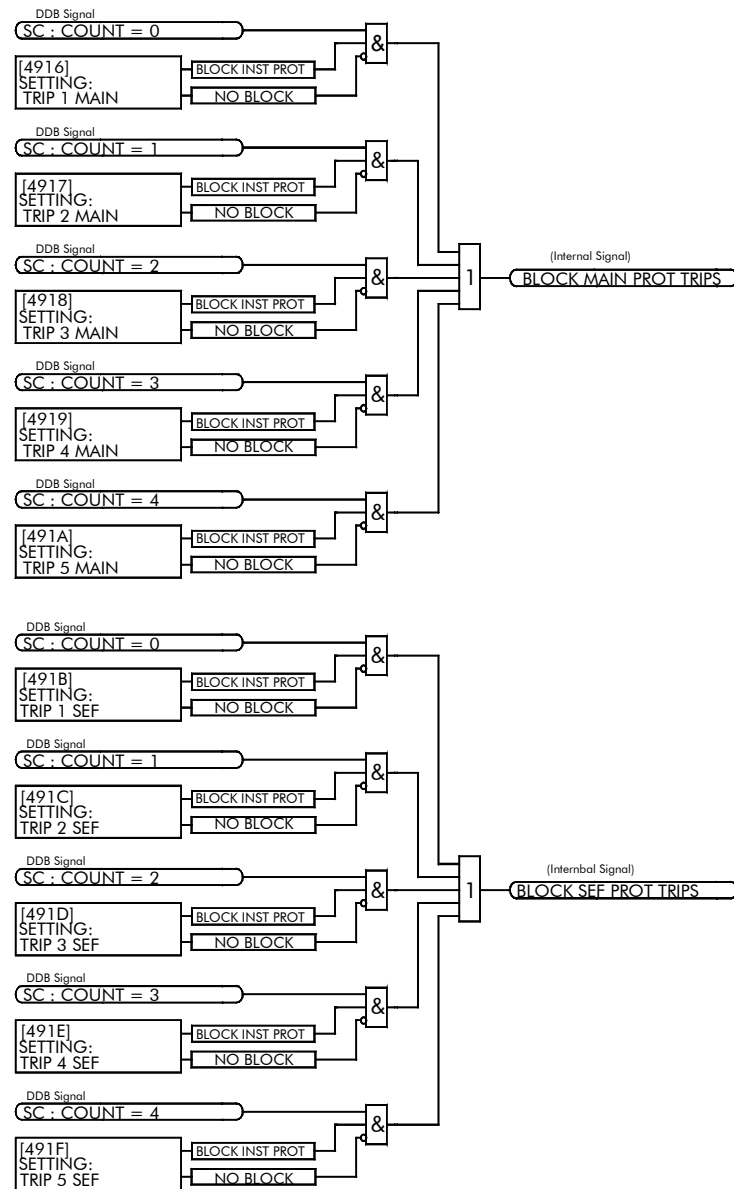 DDB Signal
SC : COUNT = 0
&
[4916]
SETTING:
TRIP 1 MAIN
BLOCK INST PROT
NO BLOCK
DDB Signal
SC : COUNT = 1
&
[4917]
SETTING:
TRIP 2 MAIN
BLOCK INST PROT
NO BLOCK
DDB Signal
SC : COUNT = 2
&
[4918]
SETTING:
TRIP 3 MAIN
BLOCK INST PROT
NO BLOCK
1
(Internal Signal)
BLOCK MAIN PROT TRIPS
DDB Signal
SC : COUNT = 3
&
[4919]
SETTING:
TRIP 4 MAIN
BLOCK INST PROT
NO BLOCK
DDB Signal
SC : COUNT = 4
&
[491A]
SETTING:
TRIP 5 MAIN
BLOCK INST PROT
NO BLOCK
DDB Signal
SC : COUNT = 0
&
[491B]
SETTING:
TRIP 1 SEF
BLOCK INST PROT
NO BLOCK
DDB Signal
SC : COUNT = 1
&
[491C]
SETTING:
TRIP 2 SEF
BLOCK INST PROT
NO BLOCK
DDB Signal
SC : COUNT = 2
&
[491D]
SETTING:
TRIP 3 SEF
BLOCK INST PROT
NO BLOCK
1
(Internbal Signal)
BLOCK SEF PROT TRIPS
DDB Signal
SC : COUNT = 3
&
[491E]
SETTING:
TRIP 4 SEF
BLOCK INST PROT
NO BLOCK
DDB Signal
SC : COUNT = 4
&
[491F]
SETTING:
TRIP 5 SEF
BLOCK INST PROT
NO BLOCK